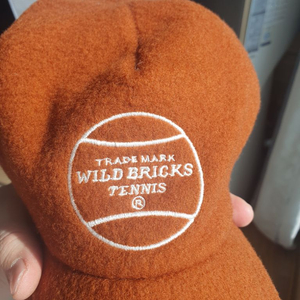 TRADE MARK
WILD BRICKS
TENNIS
®